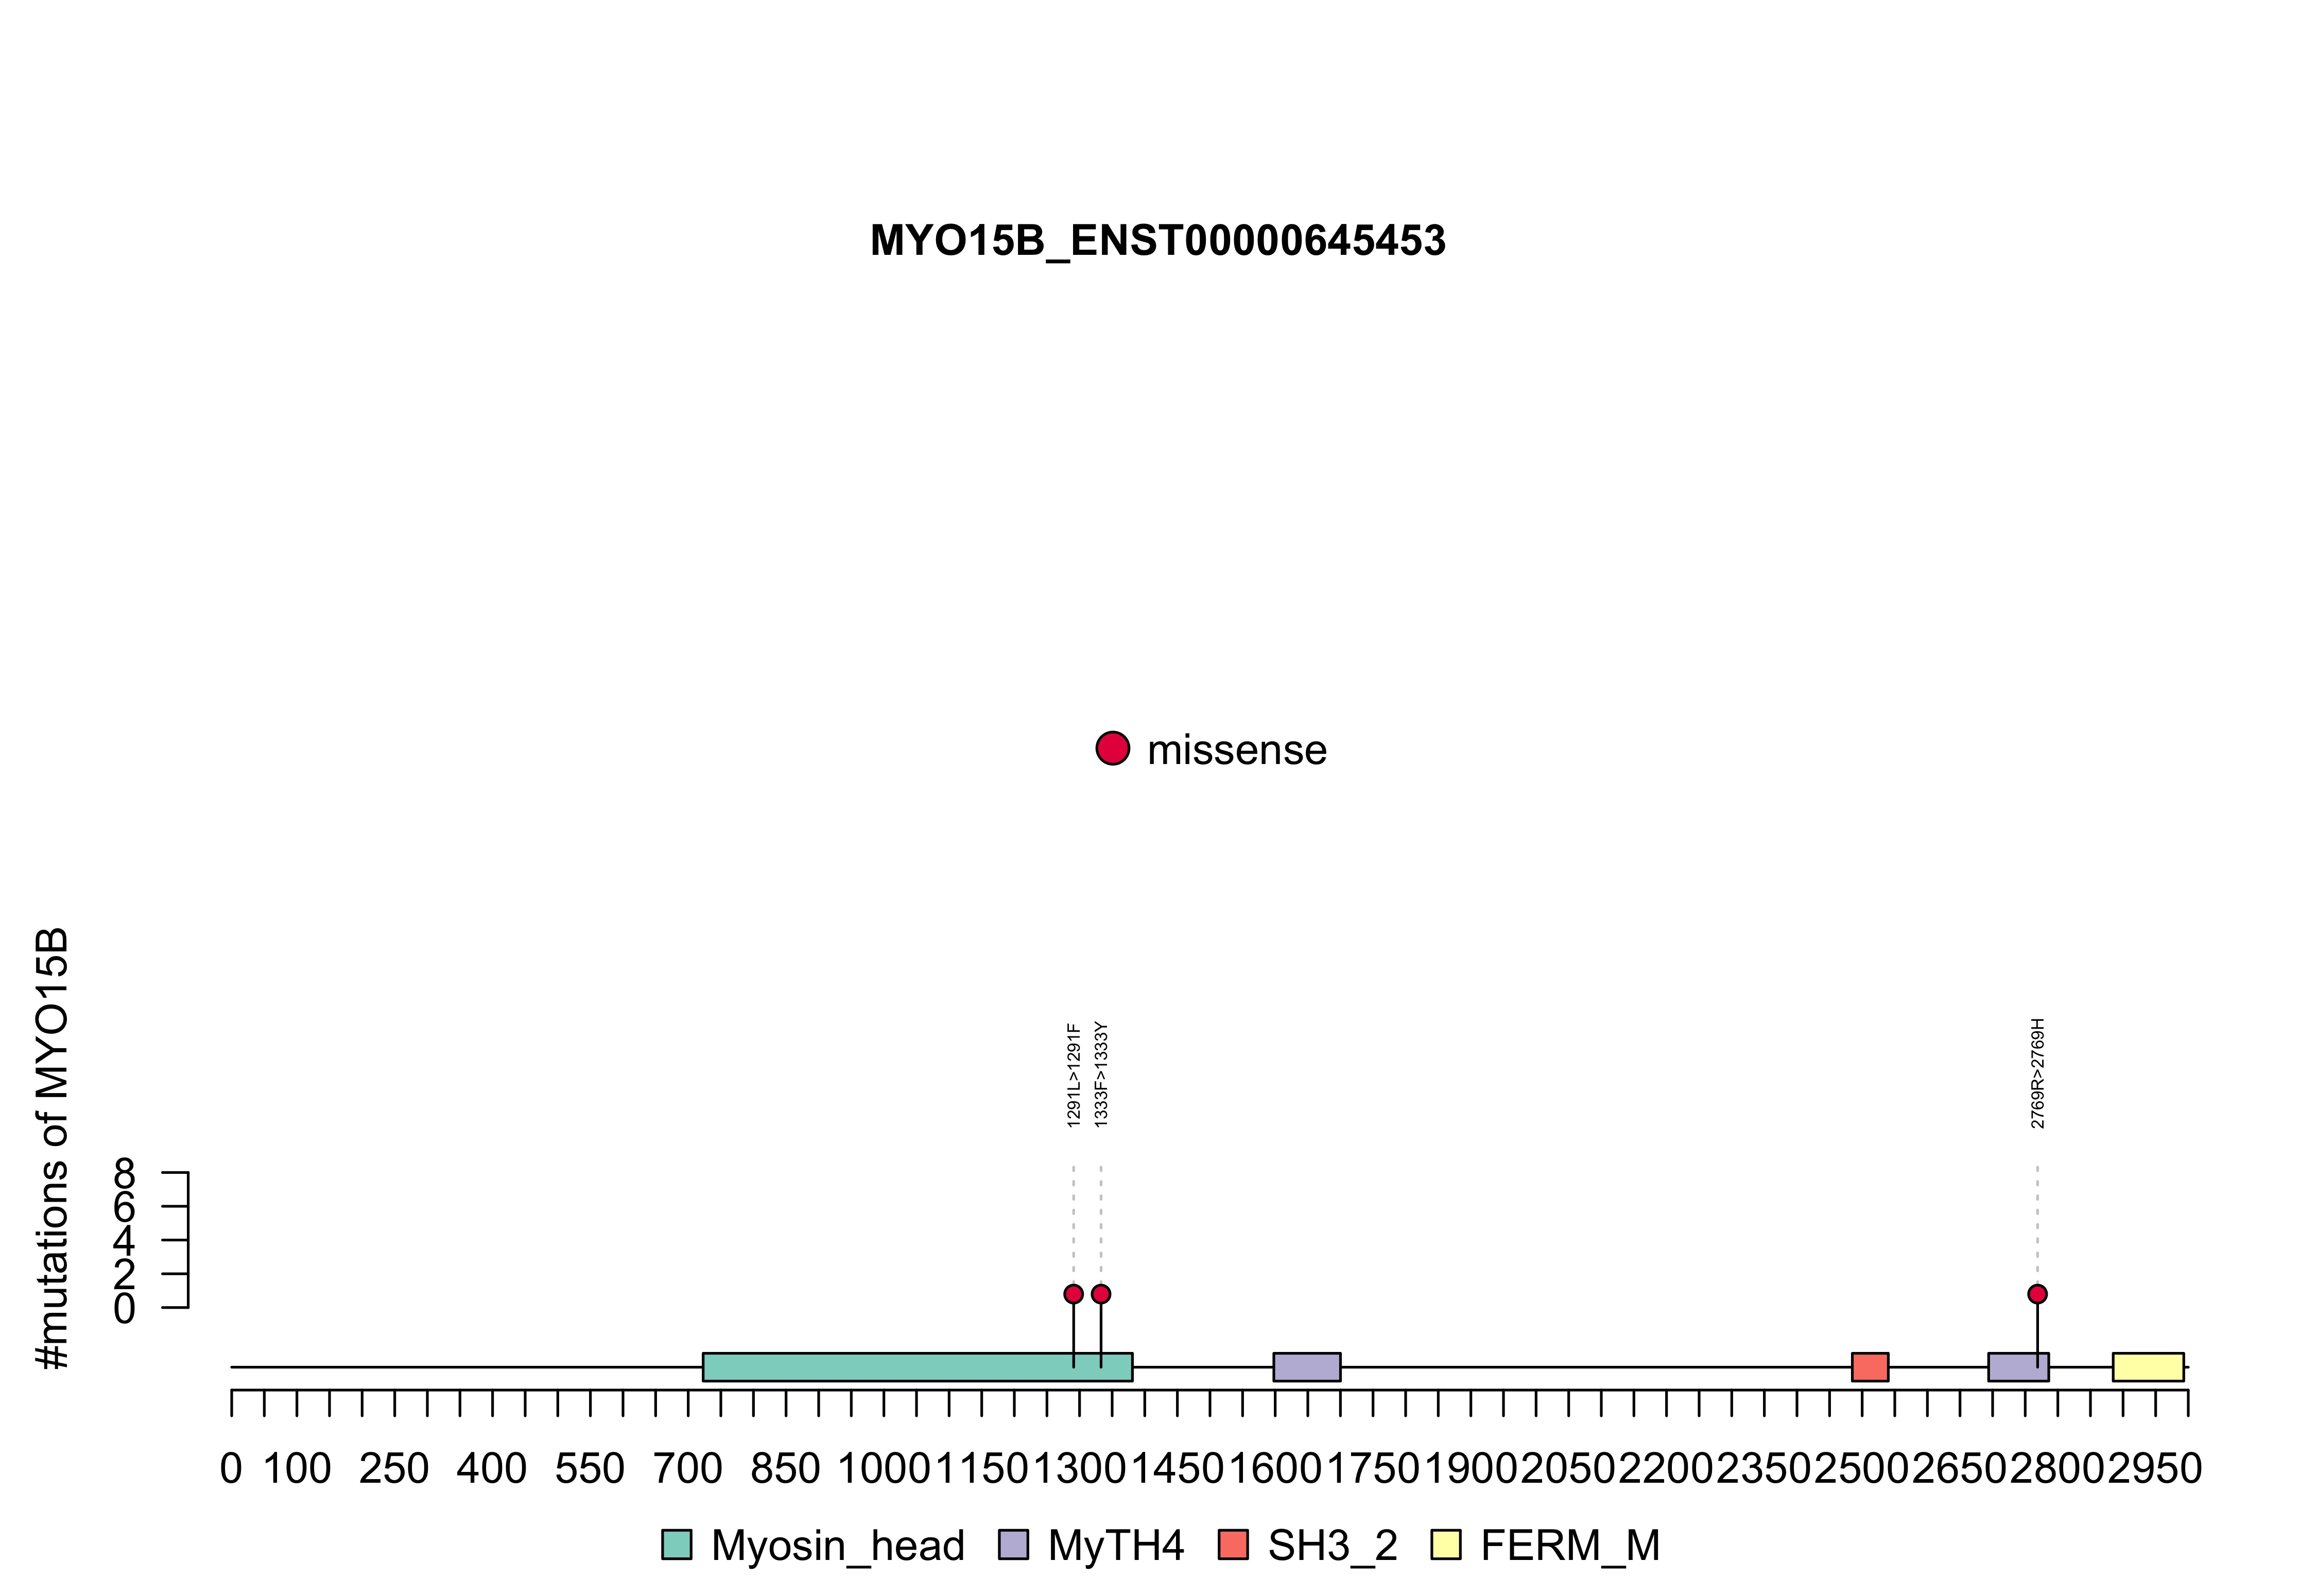 MYO15B_ENST00000645453
missense
#mutations of MYO15B
1291L>1291F
1333F>1333Y
2769R>2769H
8
6
4
2
0
0 100 250 400 550 700 850 1000 1150 1300 1450 1600 1750 1900 2050 2200 2350 2500 2650 2800 2950
Myosin_head MyTH4 SH3_2 FERM_M